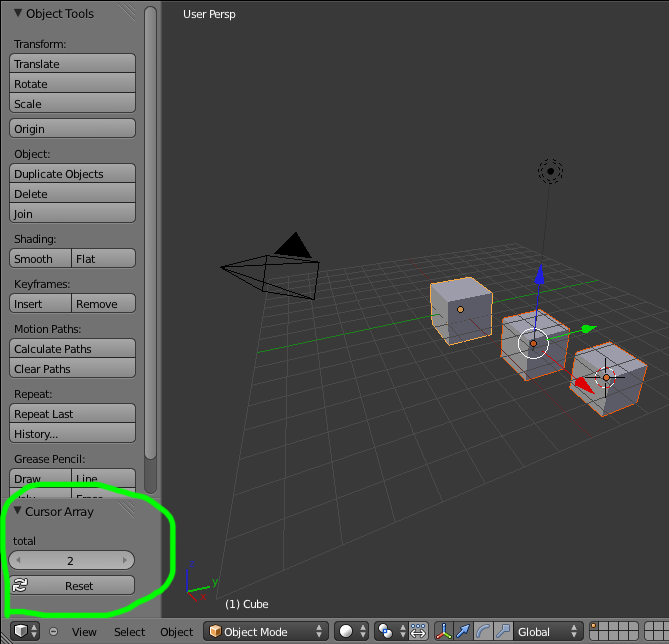 Object Tools
User Persp
Transform:
Translate
Rotate
Scale
Origin
Object:
Duplicate Objects
Delete
Join
Shading:
Smooth Flat
Keyframes:
Insert Remove
Motion Paths:
Calculate Paths
Clear Paths
Repeat:
Repeat Last
History...
Grease Pencil:
Draw Line
Cursor Array
total
2
Reset
y
(1) Cube
View Select Object Object Mode Global